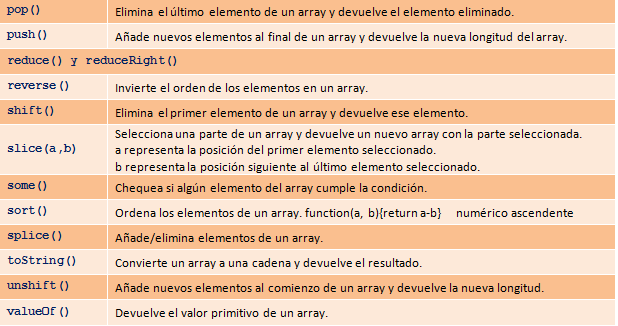 pop() Elimina el último elemento de un array y devuelve el elemento eliminado.
push() Añade nuevos elementos al final de un array y devuelve la nueva longitud del array.
reduce() y reduceRight()
reverse() Invierte el orden de los elementos en un array.
shift() Elimina el primer elemento de un array y devuelve ese elemento.
slice(a,b) Selecciona una parte de un array y devuelve un nuevo array con la parte seleccionada.
a representa la posición del primer elemento seleccionado.
b representa la posición siguiente al último elemento seleccionado.
some() Chequea si algún elemento del array cumple la condición.
sort() Ordena los elementos de un array. function(a, b){return a-b} numérico ascendente
splice() Añade/elimina elementos de un array.
toString() Convierte un array a una cadena y devuelve el resultado.
unshift() Añade nuevos elementos al comienzo de un array y devuelve la nueva longitud.
valueOf() Devuelve el valor primitivo de un array.